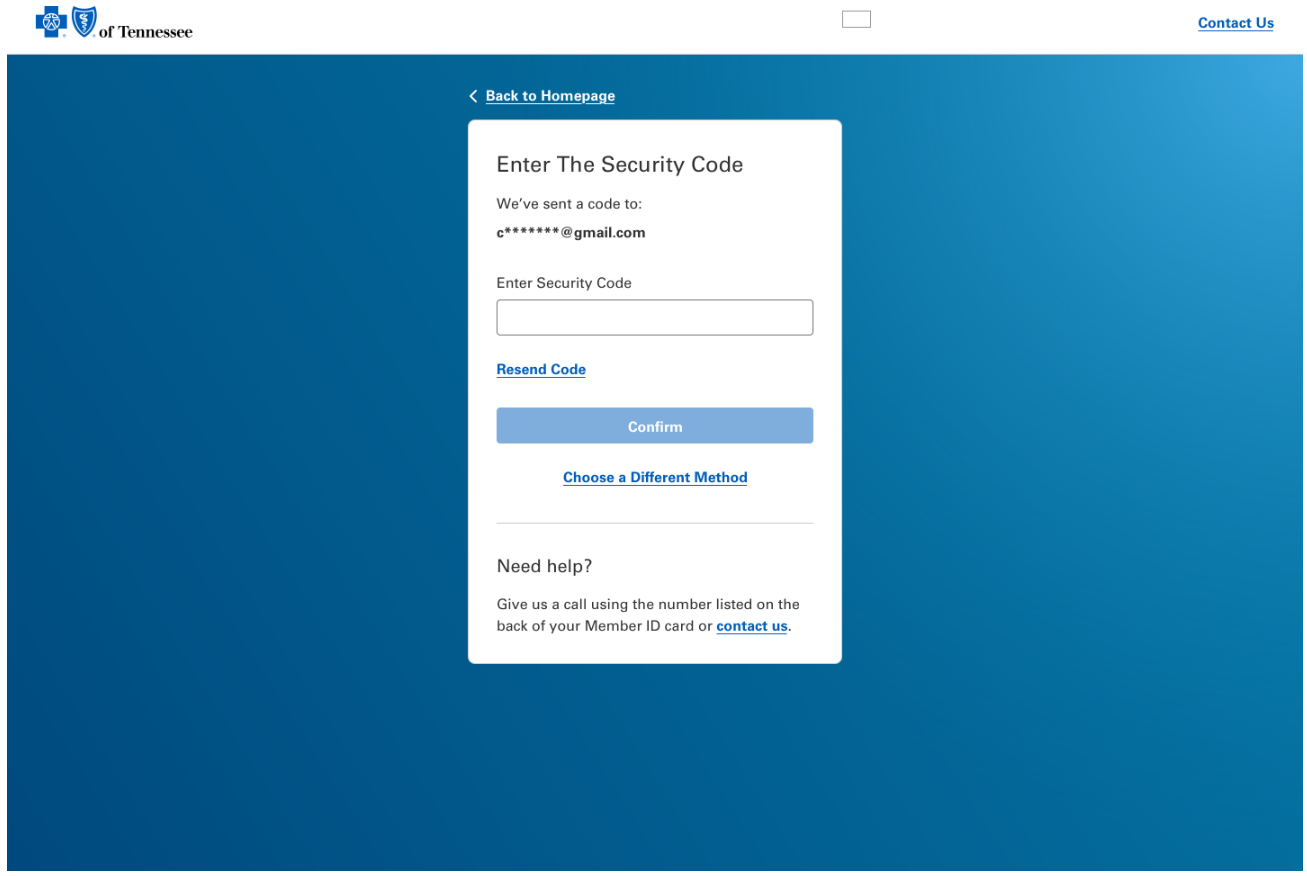 of Tennessee
Contact Us
Back to Homepage
Enter The Security Code
We’ve sent a code to:
c*******@gmail.com
Enter Security Code
Resend Code
Confirm
Choose a Different Method
Need help?
Give us a call using the number listed on the
back of your Member ID card or contact us.